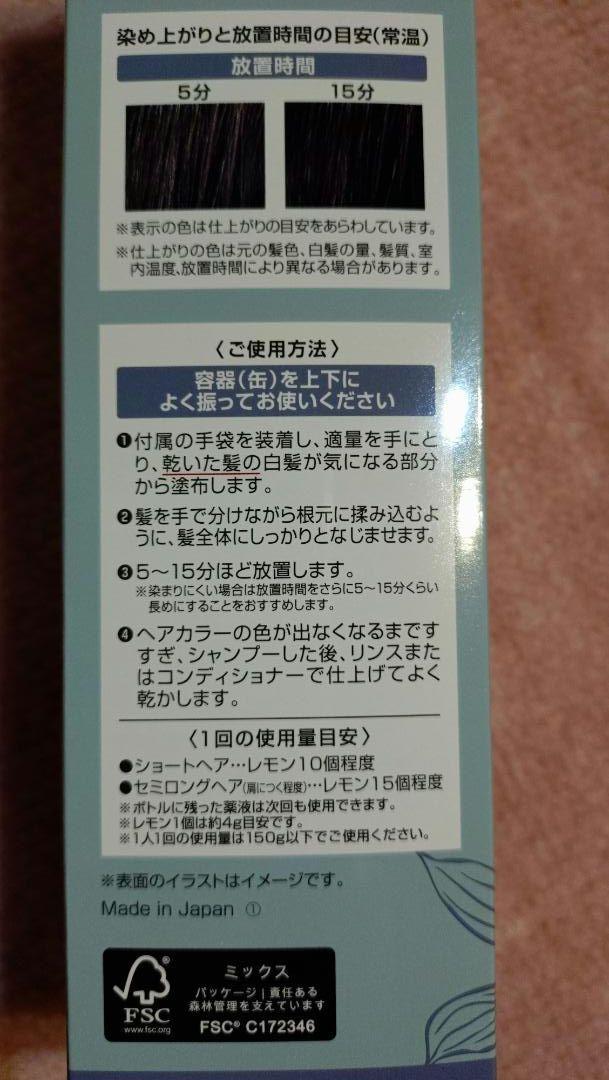 染め上がりと放置時間の目安(常温)
放置時間
5分 15分
※表示の色は仕上がりの目安をあらわしています。
※仕上がりの色は元の髪色、白髪の量、髪質、室
内温度、放置時間により異なる場合があります。
〈ご使用方法〉
容器(缶)を上下に
よく振ってお使いください
❶付属の手袋を装着し、適量を手にと
り、乾いた髪の白髪が気になる部分
から塗布します。
❷髪を手で分けながら根元に揉み込むよ
うに、髪全体にしっかりとなじませます。
❸5〜15分ほど放置します。
※染まりにくい場合は放置時間をさらに5〜15分くらい
長めにすることをおすすめします。
❹ヘアカラーの色が出なくなるまです
すぎ、シャンプーした後、リンスまた
はコンディショナーで仕上げてよく
乾かします。
〈1回の使用量目安〉
●ショートヘア…レモン10個程度
●セミロングヘア(肩につく程度)…レモン15個程度
※ボトルに残った薬液は次回も使用できます。
※レモン1個は約4g目安です。
※1人1回の使用量は150g以下でご使用ください。
※表面のイラストはイメージです。
Made in Japan ①
FSC
www.fsc.org
ミックス
パッケージ|責任ある
森林管理を支えています
FSC® C172346